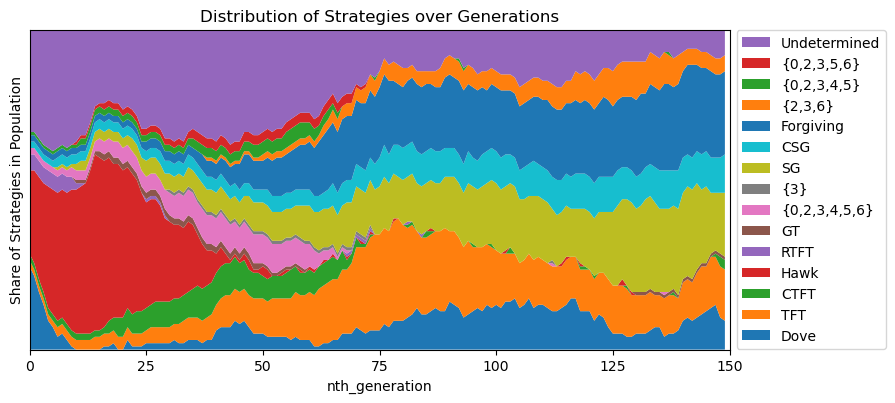 Distribution of Strategies over Generations
Share of Strategies in Population
0 25 50 75 100 125 150
nth_generation
Undetermined
{0,2,3,5,6}
{0,2,3,4,5}
{2,3,6}
Forgiving
CSG
SG
{3}
{0,2,3,4,5,6}
GT
RTFT
Hawk
CTFT
TFT
Dove